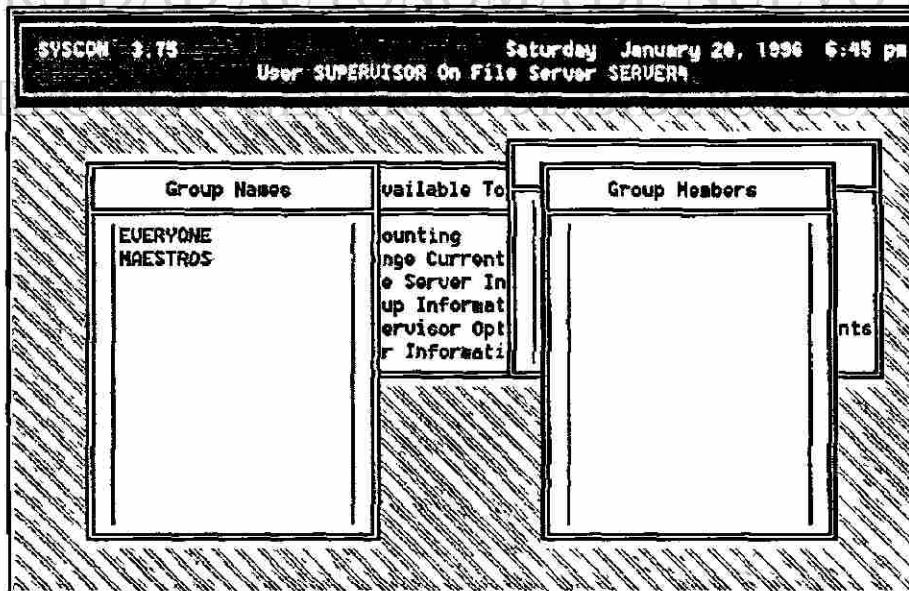 SYSCON 3.75 Saturday January 20, 1996 6:45 pm
User SUPERVISOR On File Server SERVER4
Group Names
EVERYONE
MAESTROS
vailable To
ounting
nge Current
e Server In
up Informat
ervisor Opt
r Informati
Group Members
nts